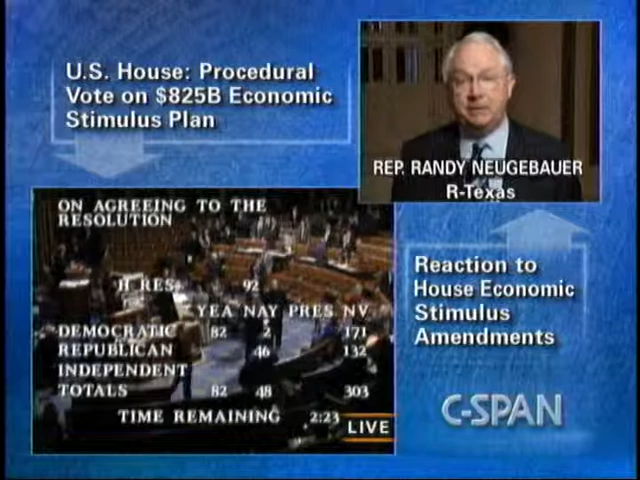 U.S. House: Procedural
Vote on $825B Economic
Stimulus Plan
REP. RANDY NEUGEBAUER
R-Texas
ON AGREEING TO THE
RESOLUTION
H RES 92
YEA NAY PRES NV
DEMOCRATIC 82 2 171
REPUBLICAN 46 132
INDEPENDENT
TOTALS 82 48 303
TIME REMAINING 2:23
LIVE
Reaction to
House Economic
Stimulus
Amendments
C-SPAN